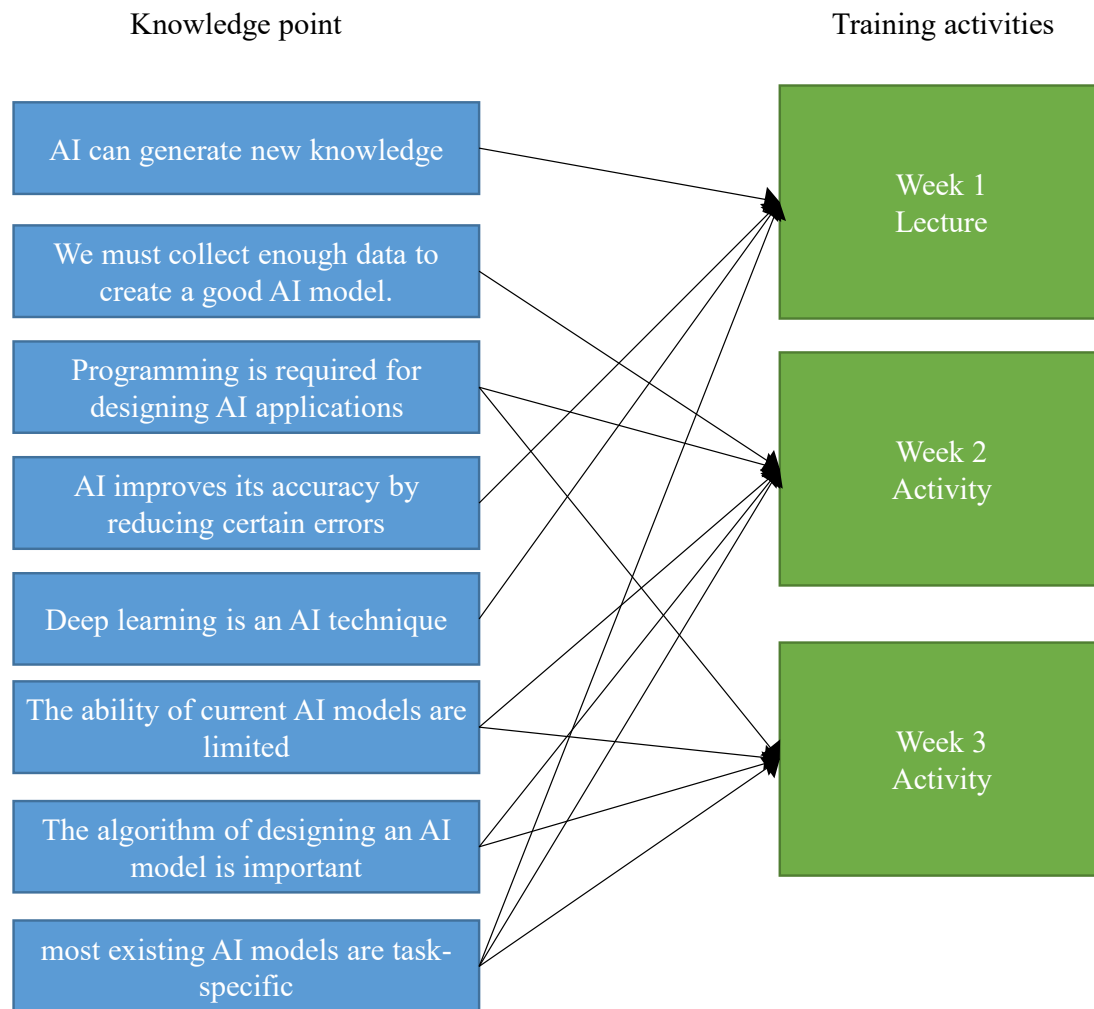 Knowledge point
Training activities
AI can generate new knowledge
We must collect enough data to
create a good AI model.
Programming is required for
designing AI applications
AI improves its accuracy by
reducing certain errors
Deep learning is an AI technique
The ability of current AI models are
limited
The algorithm of designing an AI
model is important
most existing AI models are task-
specific
Week 1
Lecture
Week 2
Activity
Week 3
Activity